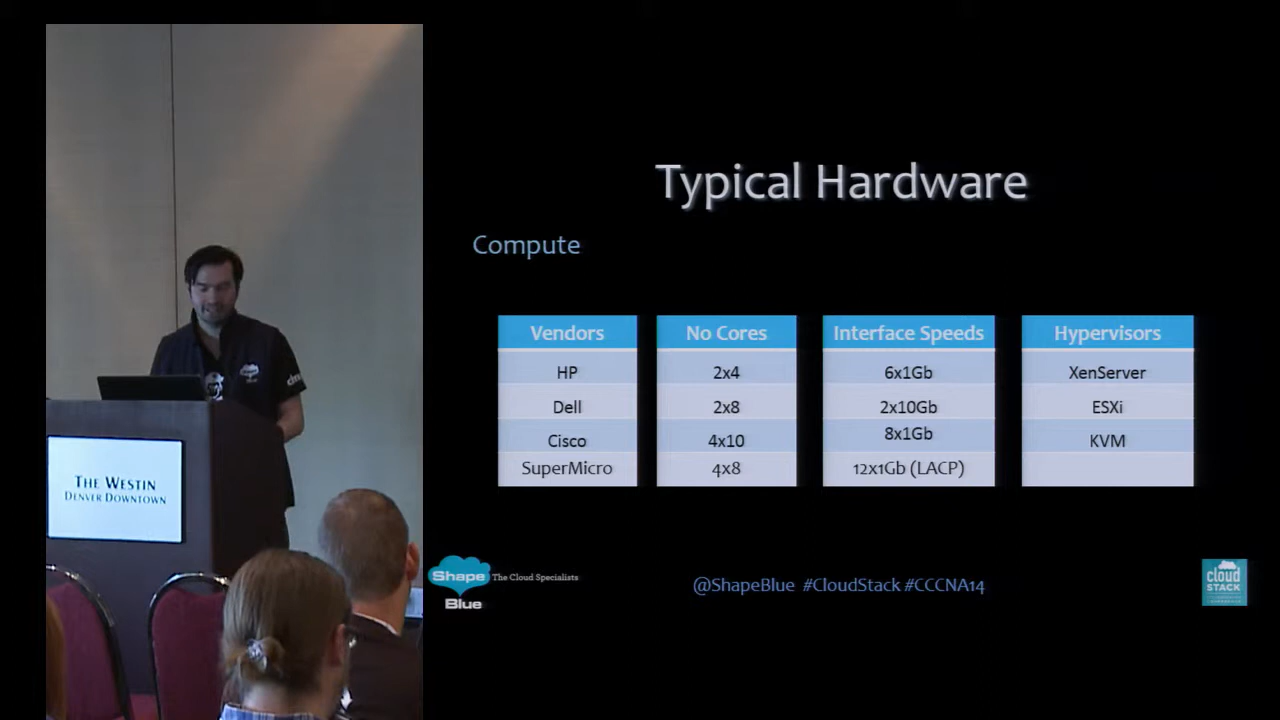 Typical Hardware
Compute
Vendors No Cores Interface Speeds Hypervisors
HP 2x4 6x1Gb XenServer
Dell 2x8 2x10Gb ESXi
Cisco 4x10 8x1Gb KVM
SuperMicro 4x8 12x1Gb (LACP)
THE WESTIN
DENVER DOWNTOWN
Shape
Blue
The Cloud Specialists
@ShapeBlue #CloudStack #CCCNA14
cloud
STACK